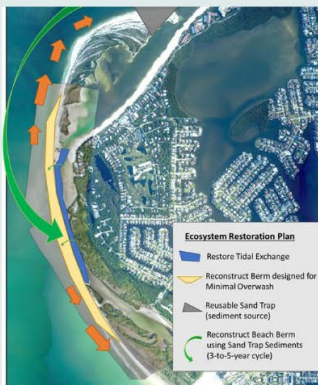 Ecosystem Restoration Plan
Restore Tidal Exchange
Reconstruct Berm designed for
Minimal Overwash
Reusable Sand Trap
(sediment source)
Reconstruct Beach Berm
using Sand Trap Sediments
(3-to-5-year cycle)